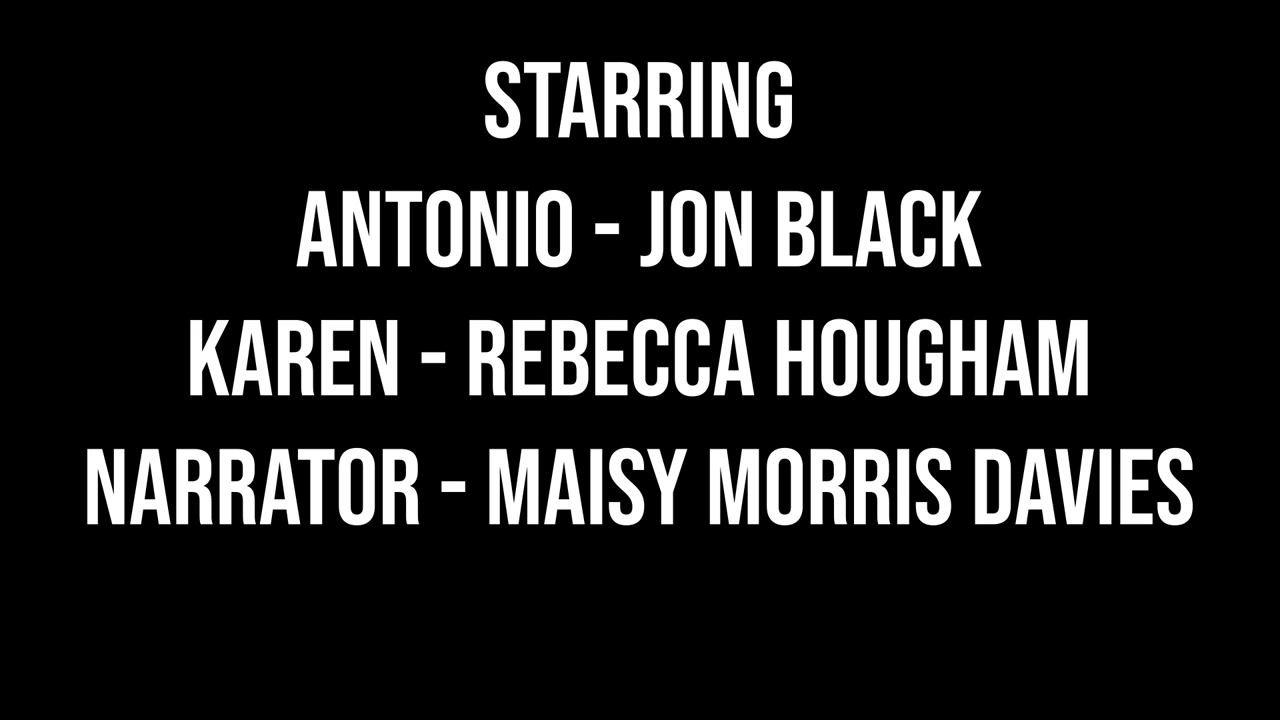 STARRING
ANTONIO - JON BLACK
KAREN - REBECCA HOUGHAM
NARRATOR - MAISY MORRIS DAVIES